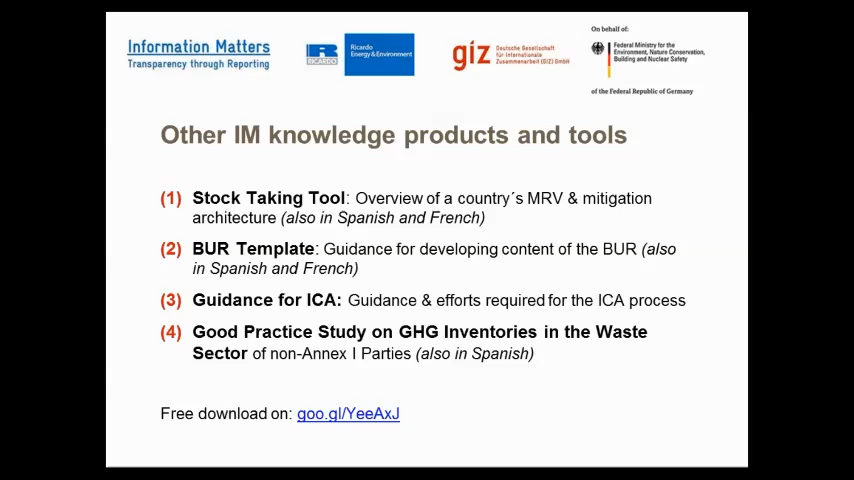 Information Matters
Transparency through Reporting
RICARDO
Ricardo
Energy & Environment
giz
Deutsche Gesellschaft
für Internationale
Zusammenarbeit (GIZ) GmbH
On behalf of:
Federal Ministry for the
Environment, Nature Conservation,
Building and Nuclear Safety
of the Federal Republic of Germany
Other IM knowledge products and tools
(1) Stock Taking Tool: Overview of a country´s MRV & mitigation
architecture (also in Spanish and French)
(2) BUR Template: Guidance for developing content of the BUR (also
in Spanish and French)
(3) Guidance for ICA: Guidance & efforts required for the ICA process
(4) Good Practice Study on GHG Inventories in the Waste
Sector of non-Annex I Parties (also in Spanish)
Free download on: goo.gl/YeeAxJ